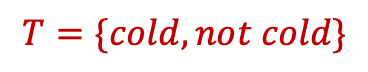 T = {cold, not cold}